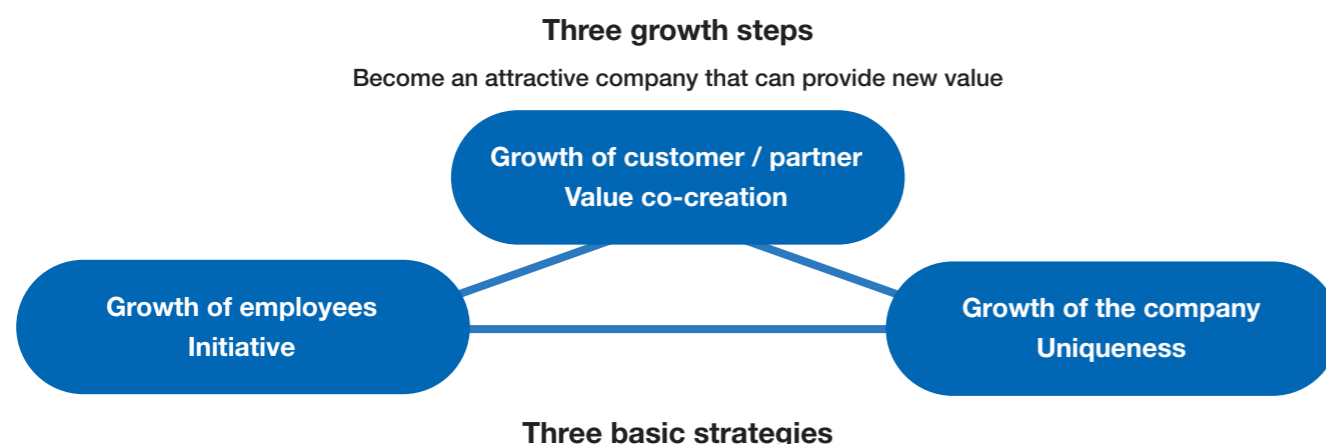 Three growth steps
Become an attractive company that can provide new value
Growth of customer / partner
Value co-creation
Growth of employees
Initiative
Growth of the company
Uniqueness
Three basic strategies